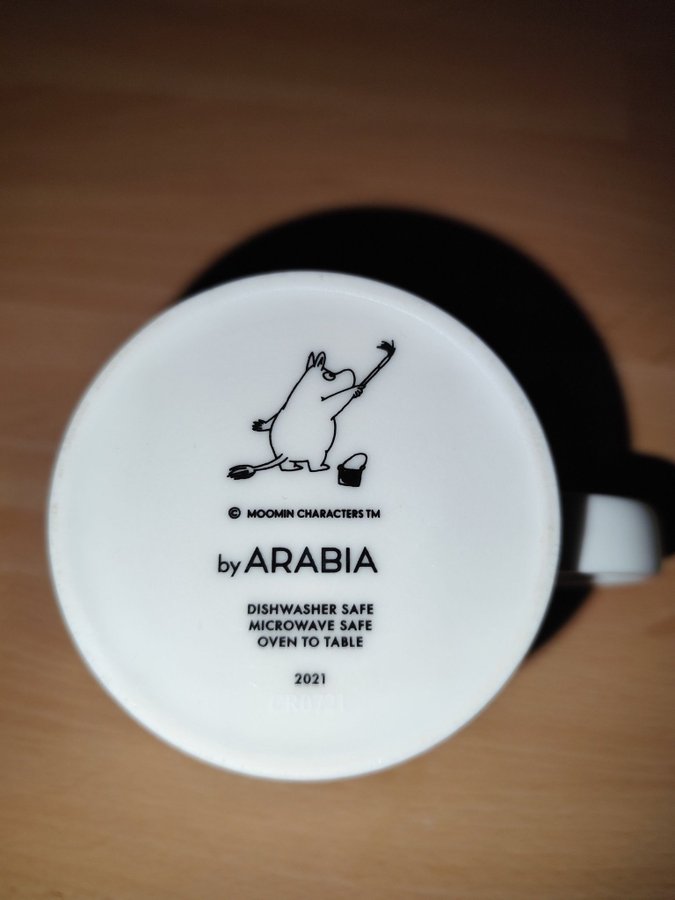 © MOOMIN CHARACTERS TM
by ARABIA
DISHWASHER SAFE
MICROWAVE SAFE
OVEN TO TABLE
2021